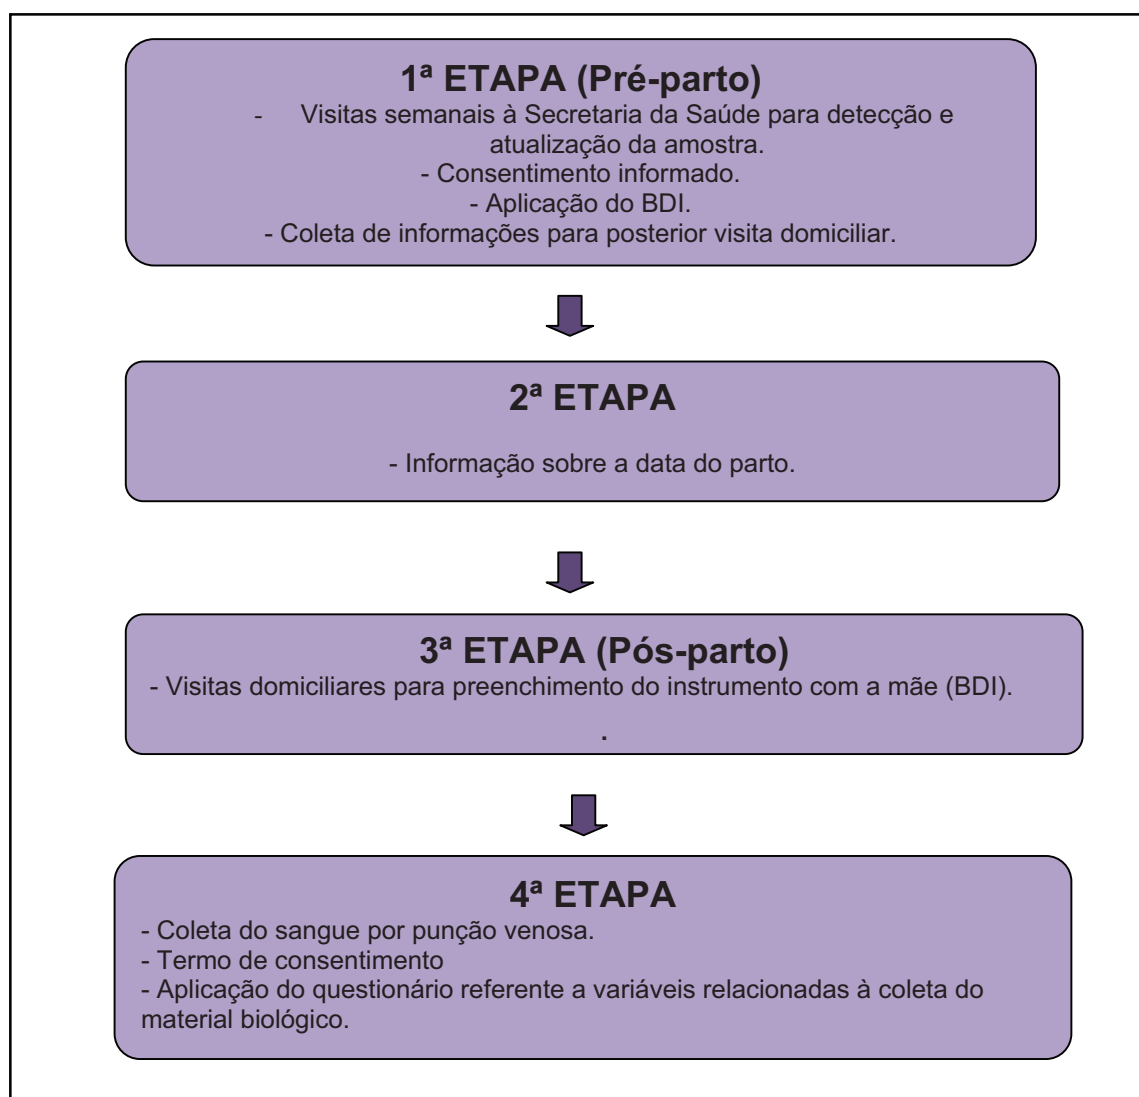 1ª ETAPA (Pré-parto)
- Visitas semanais à Secretaria da Saúde para detecção e
atualização da amostra.
- Consentimento informado.
- Aplicação do BDI.
- Coleta de informações para posterior visita domiciliar.
2ª ETAPA
- Informação sobre a data do parto.
3ª ETAPA (Pós-parto)
- Visitas domiciliares para preenchimento do instrumento com a mãe (BDI).
.
4ª ETAPA
- Coleta do sangue por punção venosa.
- Termo de consentimento
- Aplicação do questionário referente a variáveis relacionadas à coleta do
material biológico.